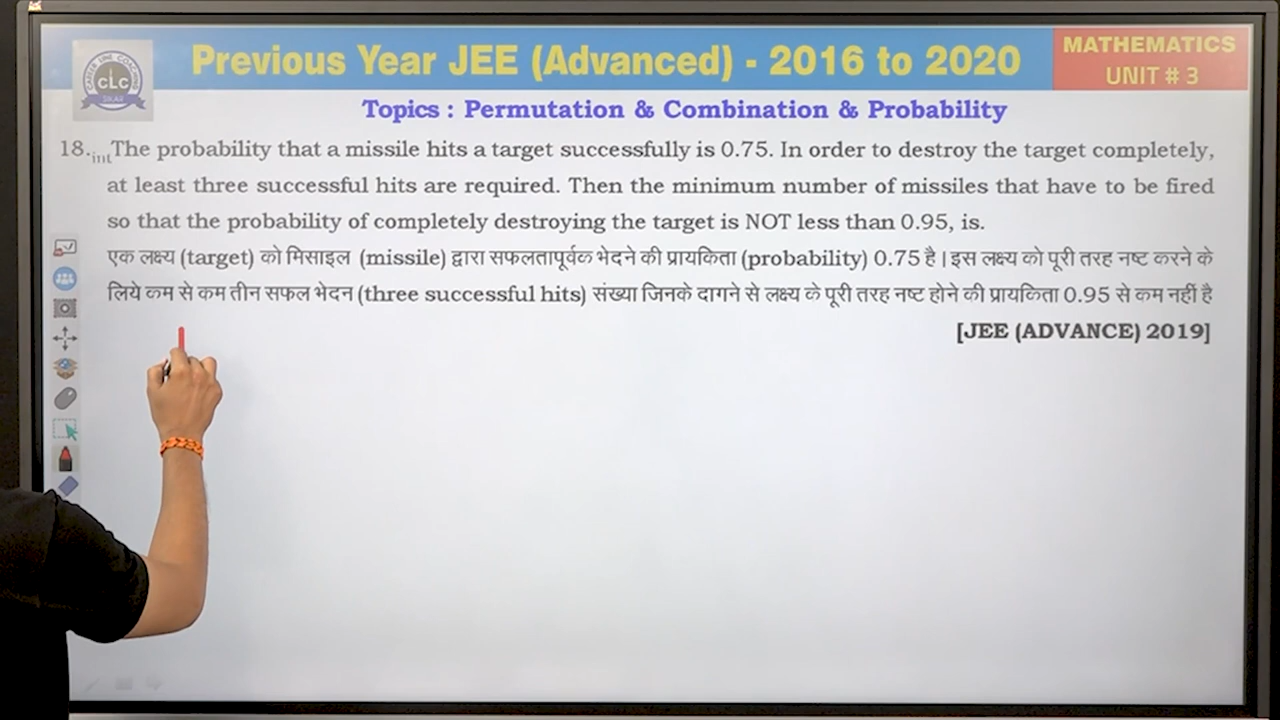 Previous Year JEE (Advanced) - 2016 to 2020
MATHEMATICS
UNIT # 3
CLC
SIKAR
Topics : Permutation & Combination & Probability
18.int The probability that a missile hits a target successfully is 0.75. In order to destroy the target completely,
at least three successful hits are required. Then the minimum number of missiles that have to be fired
so that the probability of completely destroying the target is NOT less than 0.95, is.
एक लक्ष्य (target) को मिसाइल (missile) द्वारा सफलतापूर्वक भेदने की प्रायिकता (probability) 0.75 है। इस लक्ष्य को पूरी तरह नष्ट करने के
लिये कम से कम तीन सफल भेदन (three successful hits) संख्या जिनके दागने से लक्ष्य के पूरी तरह नष्ट होने की प्रायिकता 0.95 से कम नहीं है
[JEE (ADVANCE) 2019]